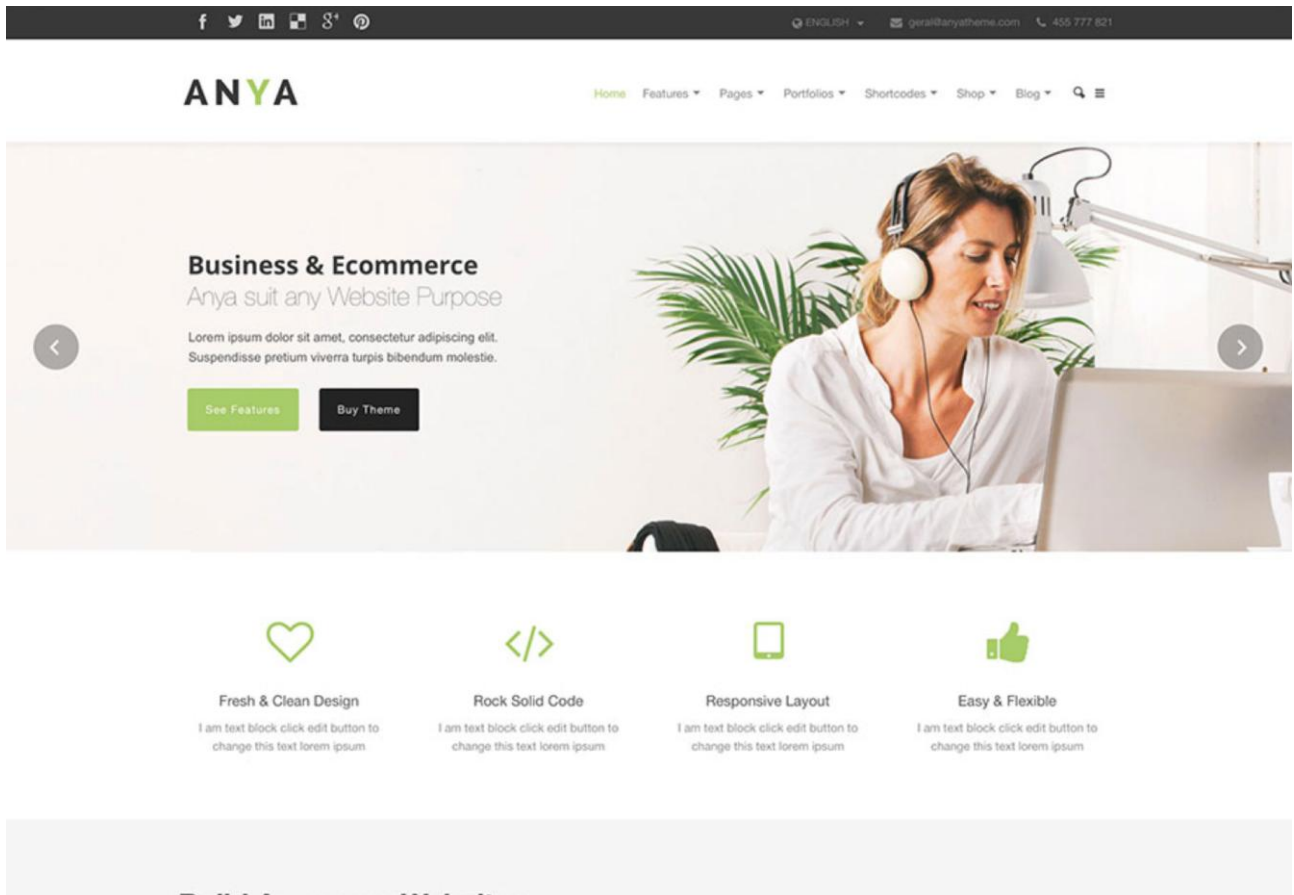 ENGLISH geral@anyatheme.com 455 777 821
ANYA
Home Features Pages Portfolios Shortcodes Shop Blog
Business & Ecommerce
Anya suit any Website Purpose
Lorem ipsum dolor sit amet, consectetur adipiscing elit.
Suspendisse pretium viverra turpis bibendum molestie.
See Features Buy Theme
Fresh & Clean Design
I am text block click edit button to
change this text lorem ipsum
Rock Solid Code
I am text block click edit button to
change this text lorem ipsum
Responsive Layout
I am text block click edit button to
change this text lorem ipsum
Easy & Flexible
I am text block click edit button to
change this text lorem ipsum